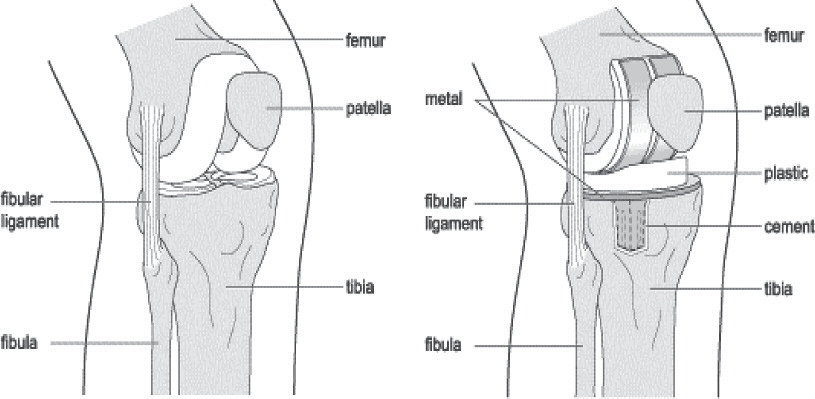 femur
patella
fibular
ligament
tibia
fibula
femur
metal
patella
plastic
fibular
ligament
cement
tibia
fibula